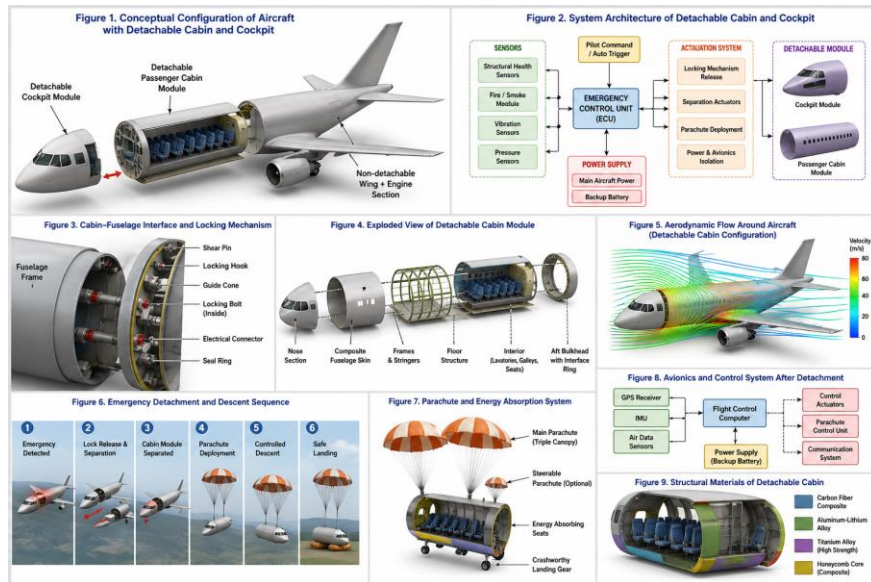 Figure 1. Conceptual Configuration of Aircraft
with Detachable Cabin and Cockpit
Detachable
Cockpit Module
Detachable
Passenger Cabin
Module
Non-detachable
Wing + Engine
Section
Figure 2. System Architecture of Detachable Cabin and Cockpit
SENSORS
Structural Health
Sensors
Fire / Smoke
Module
Vibration
Sensors
Pressure
Sensors
Pilot Command
/ Auto Trigger
EMERGENCY
CONTROL UNIT
(ECU)
POWER SUPPLY
Main Aircraft Power
Backup Battery
ACTUATION SYSTEM
Locking Mechanism
Release
Separation Actuators
Parachute Deployment
Power & Avionics
Isolation
DETACHABLE MODULE
Cockpit Module
Passenger Cabin
Module
Figure 3. Cabin–Fuselage Interface and Locking Mechanism
Fuselage
Frame
Shear Pin
Locking Hook
Guide Cone
Locking Bolt
(Inside)
Electrical Connector
Seal Ring
Figure 4. Exploded View of Detachable Cabin Module
Nose
Section
Composite
Fuselage Skin
Frames
& Stringers
Floor
Structure
Interior
(Lavatories, Galleys,
Seats)
Aft Bulkhead
with Interface
Ring
Figure 5. Aerodynamic Flow Around Aircraft
(Detachable Cabin Configuration)
Velocity
(m/s)
80
60
40
20
0
Figure 6. Emergency Detachment and Descent Sequence
1
Emergency
Detected
2
Lock Release &
Separation
3
Cabin Module
Separated
4
Parachute
Deployment
5
Controlled
Descent
6
Safe
Landing
Figure 7. Parachute and Energy Absorption System
Main Parachute
(Triple Canopy)
Steerable
Parachute (Optional)
Energy Absorbing
Seats
Crashworthy
Landing Gear
Figure 8. Avionics and Control System After Detachment
GPS Receiver
IMU
Air Data
Sensors
Flight Control
Computer
Power Supply
(Backup Battery)
Control
Actuators
Parachute
Control Unit
Communication
System
Figure 9. Structural Materials of Detachable Cabin
Carbon Fiber
Composite
Aluminum-Lithium
Alloy
Titanium Alloy
(High Strength)
Honeycomb Core
(Composite)